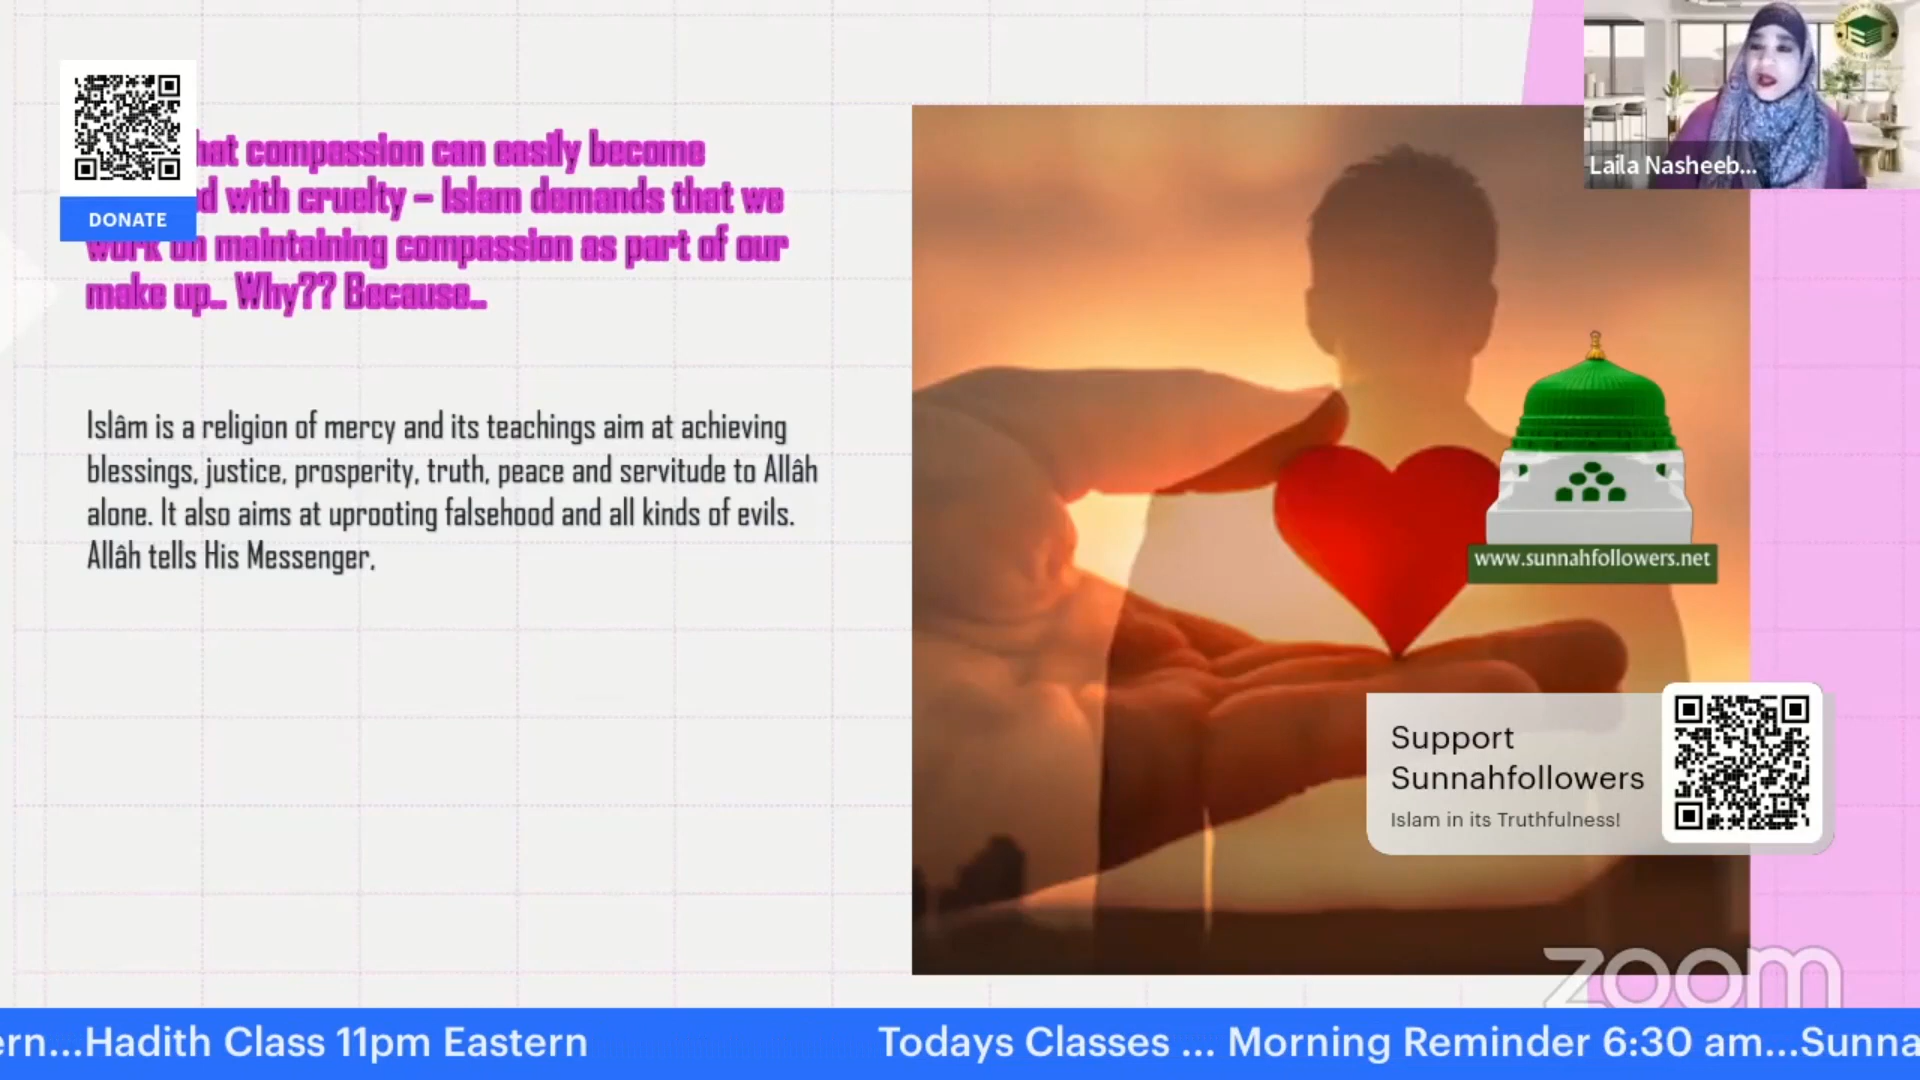 that compassion can easily become
with cruelty – Islam demands that we
work on maintaining compassion as part of our
make up.. Why?? Because..
DONATE
Islâm is a religion of mercy and its teachings aim at achieving
blessings, justice, prosperity, truth, peace and servitude to Allâh
alone. It also aims at uprooting falsehood and all kinds of evils.
Allâh tells His Messenger,
Laila Nasheeb...
www.sunnahfollowers.net
Support
Sunnahfollowers
Islam in its Truthfulness!
zoom
ern...Hadith Class 11pm Eastern
Todays Classes ... Morning Reminder 6:30 am...Sunna